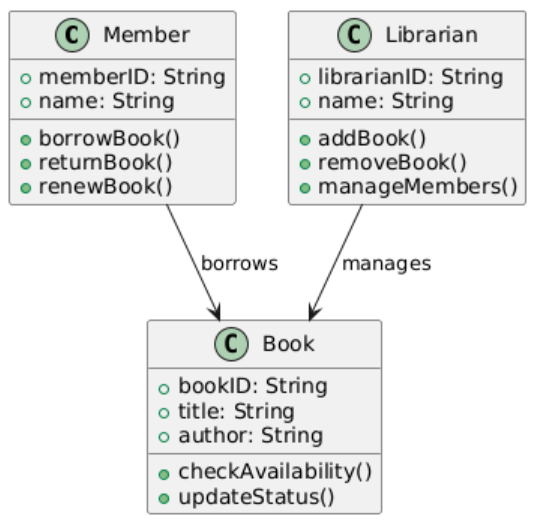 C Member
memberID: String
name: String
borrowBook()
returnBook()
renewBook()
C Librarian
librarianID: String
name: String
addBook()
removeBook()
manageMembers()
borrows
manages
C Book
bookID: String
title: String
author: String
checkAvailability()
updateStatus()